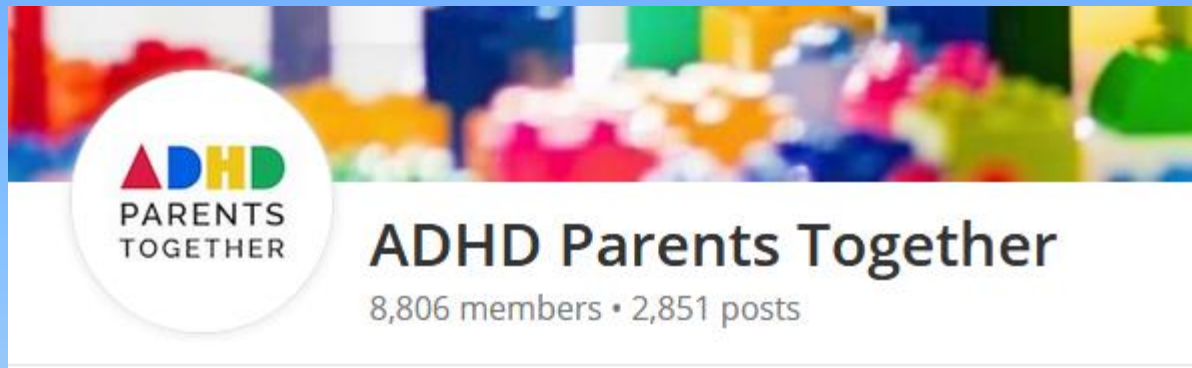 ADHD
PARENTS
TOGETHER
ADHD Parents Together
8,806 members • 2,851 posts